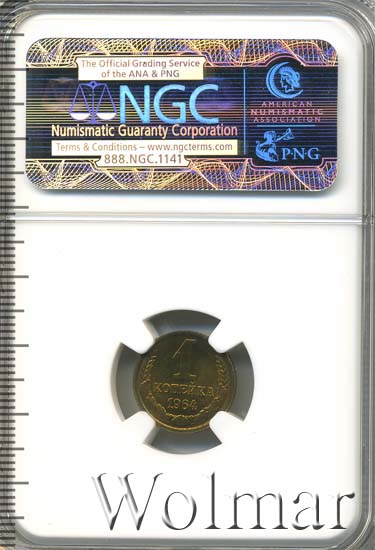 The Official Grading Service
of the ANA & PNG
NGC
Numismatic Guaranty Corporation
Terms & Conditions – www.ngcterms.com
888.NGC.1141
AMERICAN
NUMISMATIC
ASSOCIATION
P·N·G
1
КОПЕЙКА
1964
Wolmar